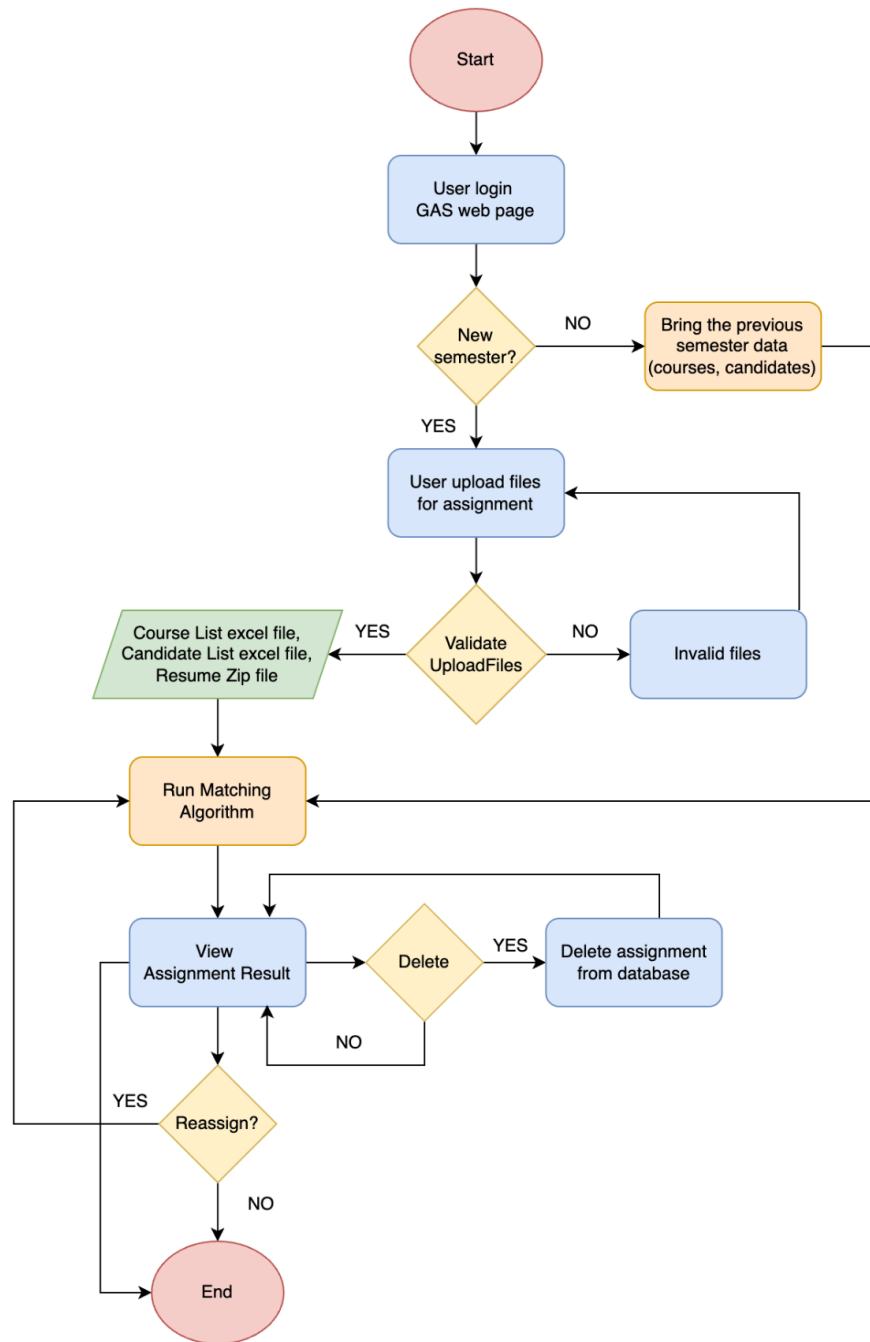 Start
User login
GAS web page
New
semester?
NO
Bring the previous
semester data
(courses, candidates)
YES
User upload files
for assignment
Course List excel file,
Candidate List excel file,
Resume Zip file
YES
Validate
UploadFiles
NO
Invalid files
Run Matching
Algorithm
View
Assignment Result
Delete
YES
Delete assignment
from database
NO
YES
Reassign?
NO
End